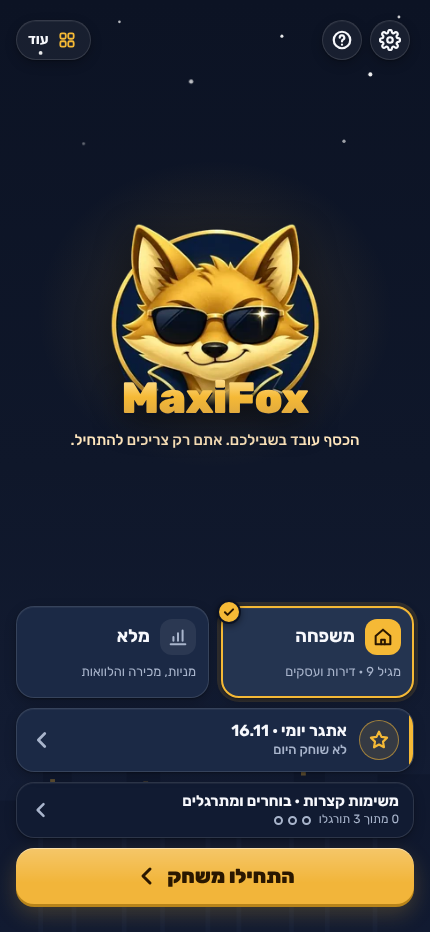 עוד
MaxiFox
הכסף עובד בשבילכם. אתם רק צריכים להתחיל.
משפחה
מגיל 9 • דירות ועסקים
מלא
מניות, מכירה והלוואות
אתגר יומי • 16.11
לא שוחק היום
משימות קצרות • בוחרים ומתרגלים
0 מתוך 3 תורגלו
התחילו משחק